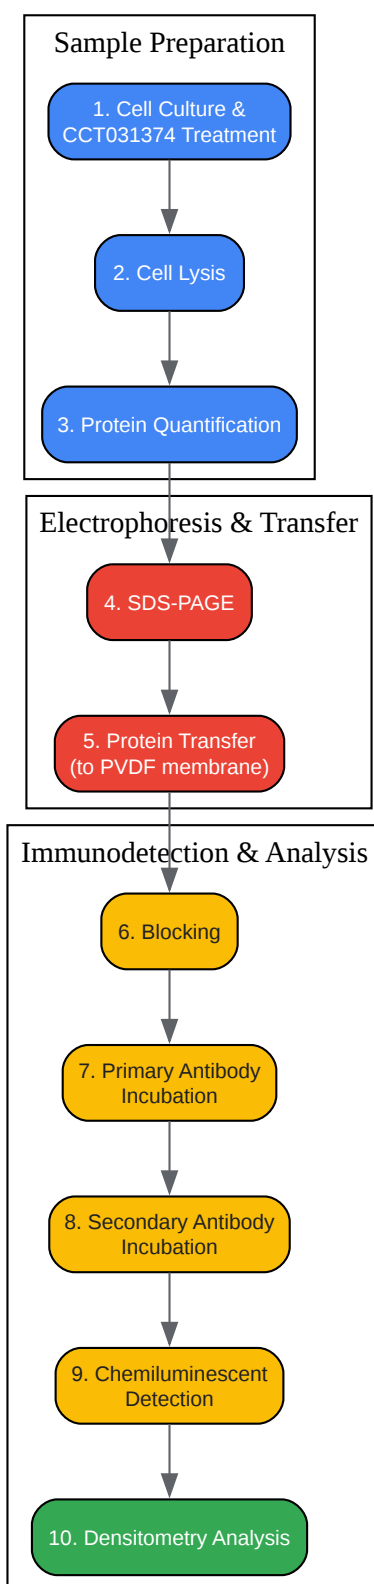 Sample Preparation
1. Cell Culture &
CCT031374 Treatment
2. Cell Lysis
3. Protein Quantification
Electrophoresis & Transfer
4. SDS-PAGE
5. Protein Transfer
(to PVDF membrane)
Immunodetection & Analysis
6. Blocking
7. Primary Antibody
Incubation
8. Secondary Antibody
Incubation
9. Chemiluminescent
Detection
10. Densitometry Analysis